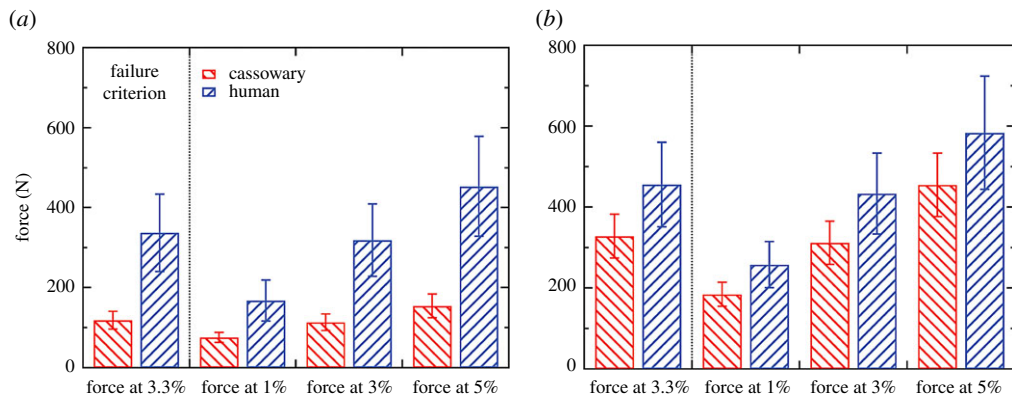 (a)
800
600
400
200
0
force (N)
failure
criterion
cassowary
human
force at 3.3% force at 1% force at 3% force at 5%
(b)
800
600
400
200
0
force at 3.3% force at 1% force at 3% force at 5%